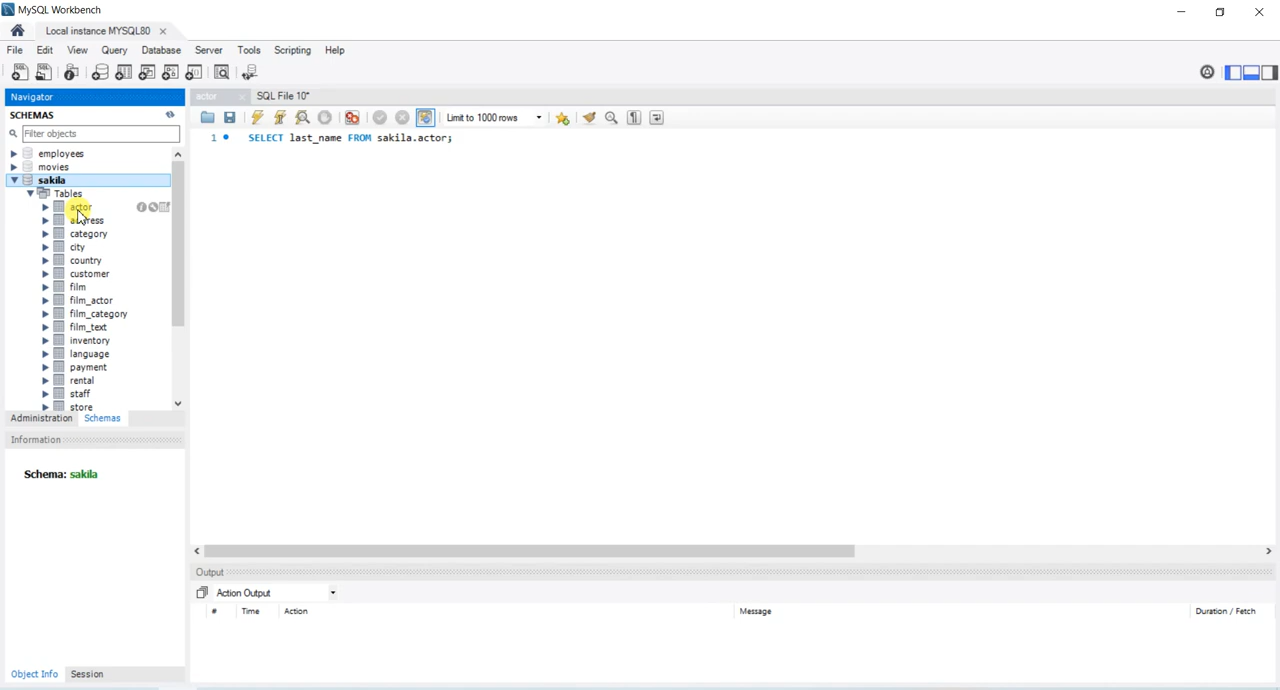 MySQL Workbench
Local instance MYSQL80
File Edit View Query Database Server Tools Scripting Help
Navigator
SCHEMAS
Filter objects
employees
movies
sakila
Tables
actor
address
category
city
country
customer
film
film_actor
film_category
film_text
inventory
language
payment
rental
staff
store
Administration Schemas
Information
Schema: sakila
Object Info Session
actor SQL File 10*
Limit to 1000 rows
1 SELECT last_name FROM sakila.actor;
Output
Action Output
# Time Action Message Duration / Fetch